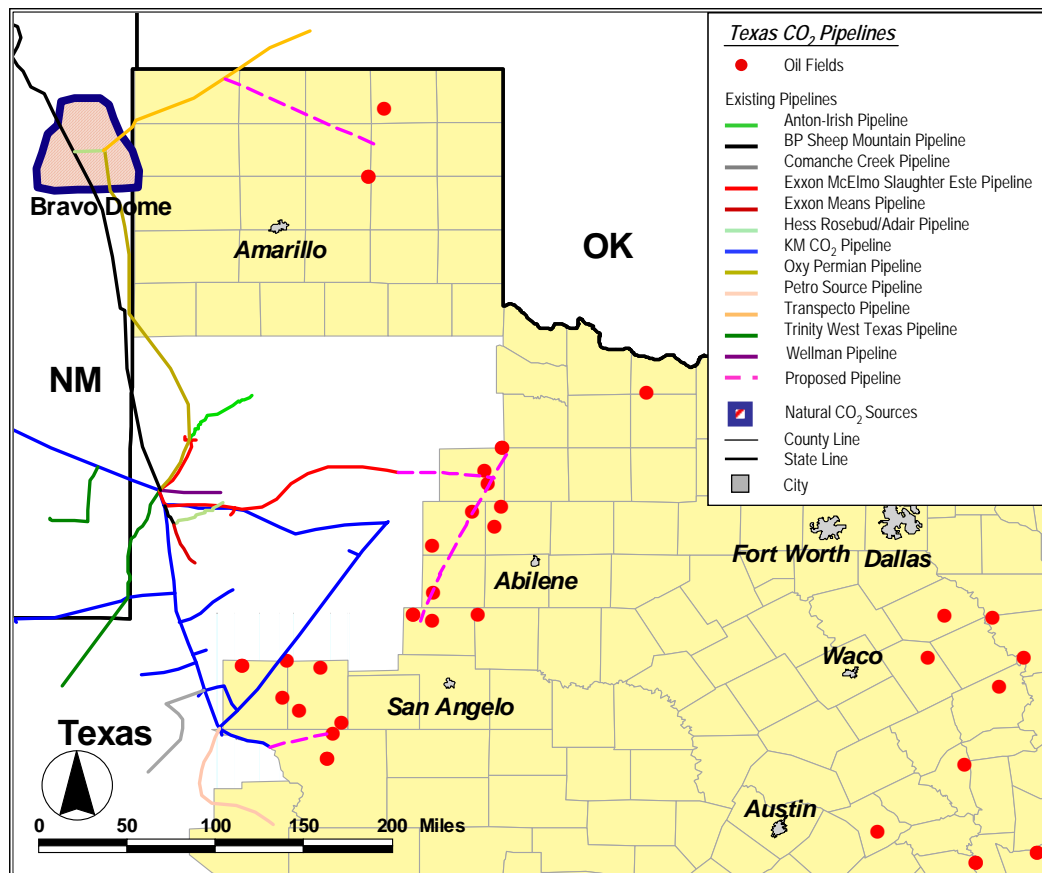 Texas CO2 Pipelines
Oil Fields
Existing Pipelines
Anton-Irish Pipeline
BP Sheep Mountain Pipeline
Comanche Creek Pipeline
Exxon McElmo Slaughter Este Pipeline
Exxon Means Pipeline
Hess Rosebud/Adair Pipeline
KM CO2 Pipeline
Oxy Permian Pipeline
Petro Source Pipeline
Transpecto Pipeline
Trinity West Texas Pipeline
Wellman Pipeline
Proposed Pipeline
Natural CO2 Sources
County Line
State Line
City
Bravo Dome
Amarillo
OK
NM
Fort Worth
Dallas
Abilene
Waco
San Angelo
Texas
Austin
0 50 100 150 200 Miles